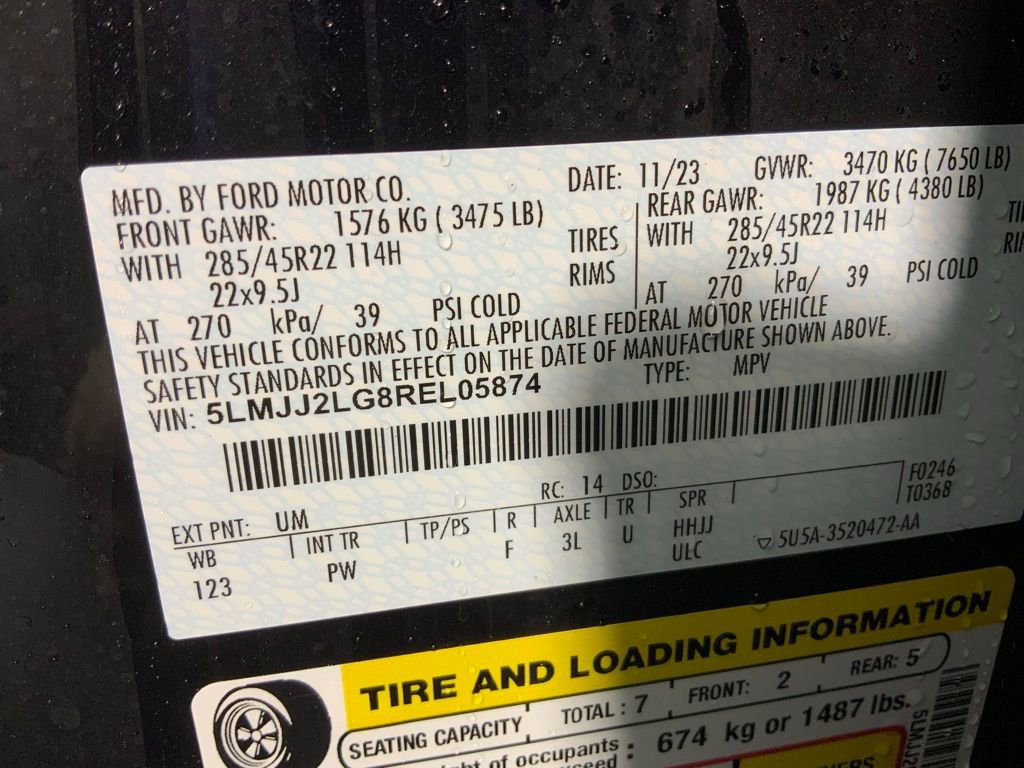 MFD. BY FORD MOTOR CO. DATE: 11/23 GVWR: 3470 KG ( 7650 LB)
FRONT GAWR: 1576 KG ( 3475 LB) REAR GAWR: 1987 KG ( 4380 LB)
WITH 285/45R22 114H TIRES WITH 285/45R22 114H
22x9.5J RIMS 22x9.5J
AT 270 kPa/ 39 PSI COLD AT 270 kPa/ 39 PSI COLD
THIS VEHICLE CONFORMS TO ALL APPLICABLE FEDERAL MOTOR VEHICLE
SAFETY STANDARDS IN EFFECT ON THE DATE OF MANUFACTURE SHOWN ABOVE.
VIN: 5LMJJ2LG8REL05874 TYPE: MPV
EXT PNT: UM RC: 14 DSO: F0246
WB INT TR TP/PS R AXLE TR SPR T0368
123 PW F 3L U HHJJ
ULC 5U5A-3520472-AA
TIRE AND LOADING INFORMATION
SEATING CAPACITY TOTAL : 7 FRONT: 2 REAR: 5
of occupants : 674 kg or 1487 lbs.